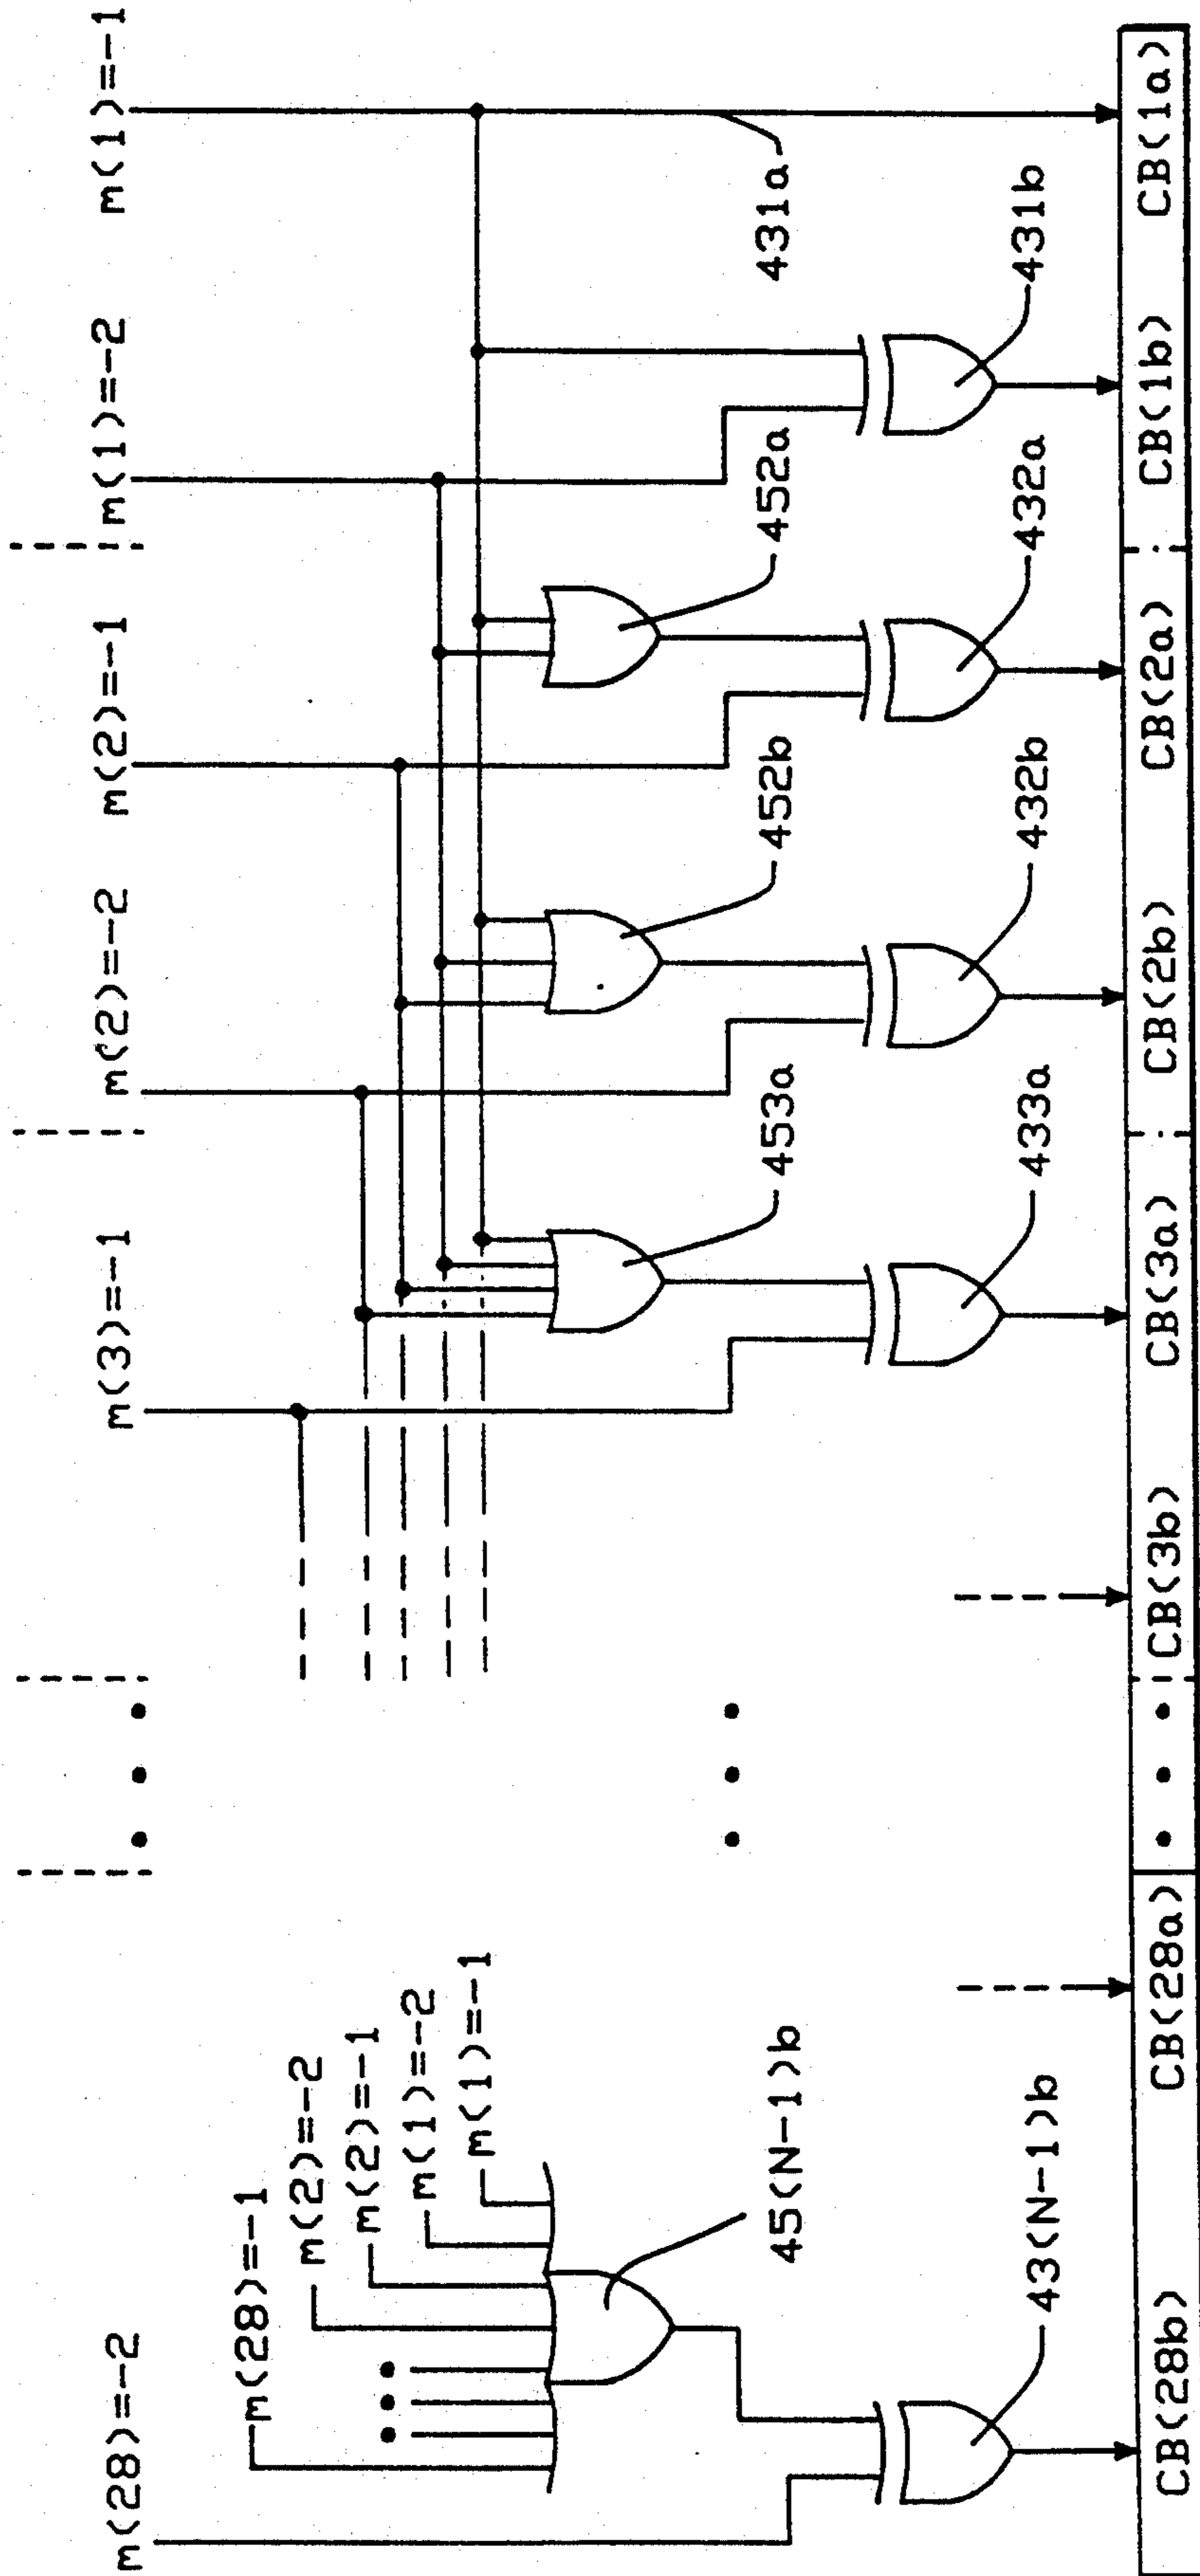 m(28)=-2
m(3)=-1
m(2)=-2
m(2)=-1
m(1)=-2
m(1)=-1
m(28)=-1
m(2)=-2
m(2)=-1
m(1)=-2
m(1)=-1
45(N-1)b
453a
452b
452a
431a
43(N-1)b
433a
432b
432a
431b
CB(28b)
CB(28a)
CB(3b)
CB(3a)
CB(2b)
CB(2a)
CB(1b)
CB(1a)